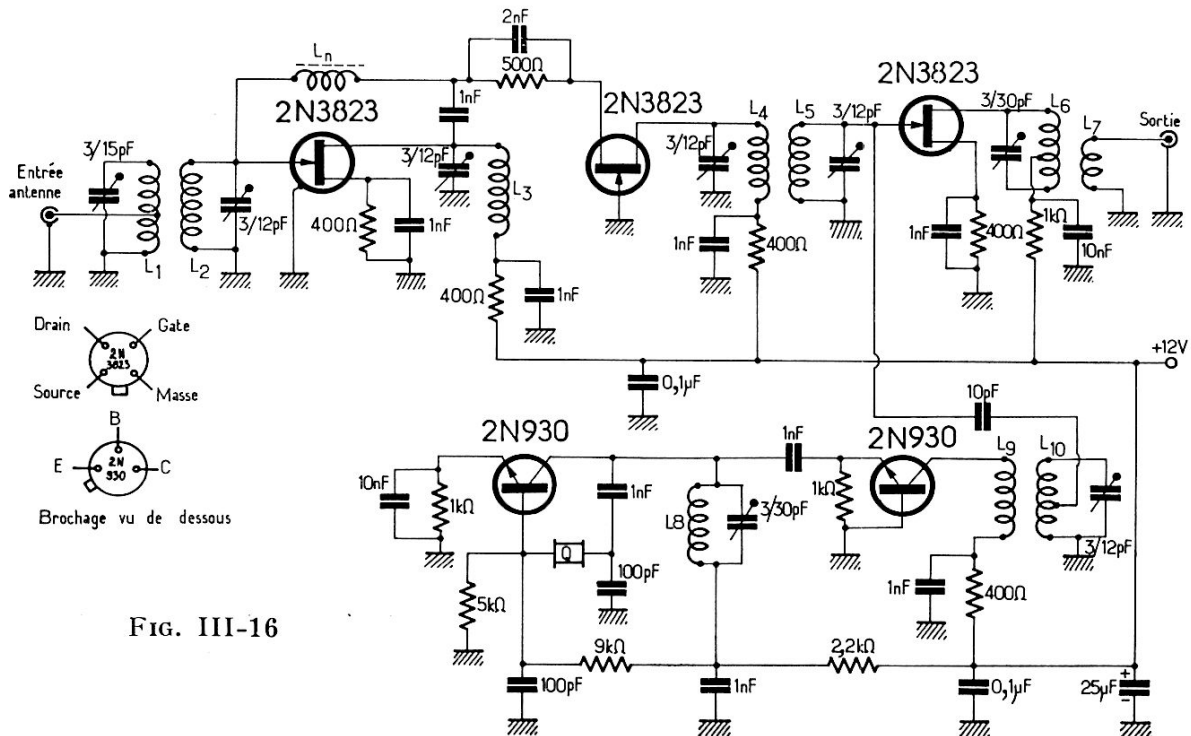 2nF
Ln
500Ω
2N3823
1nF
2N3823
2N3823
3/30pF
L6
L7
Sortie
3/15pF
Entrée
antenne
L1
L2
3/12pF
400Ω
1nF
3/12pF
L3
400Ω
1nF
3/12pF
L4
L5
3/12pF
1nF
400Ω
1nF
400Ω
1kΩ
10nF
+12V
0,1µF
Drain
Gate
2N
3823
Source
Masse
B
E
2N
930
C
Brochage vu de dessous
2N930
10nF
1kΩ
1nF
Q
5kΩ
100pF
L8
3/30pF
1nF
1kΩ
2N930
10pF
L9
L10
3/12pF
1nF
400Ω
9kΩ
2,2kΩ
100pF
1nF
0,1µF
+
25µF
-
FIG. III-16